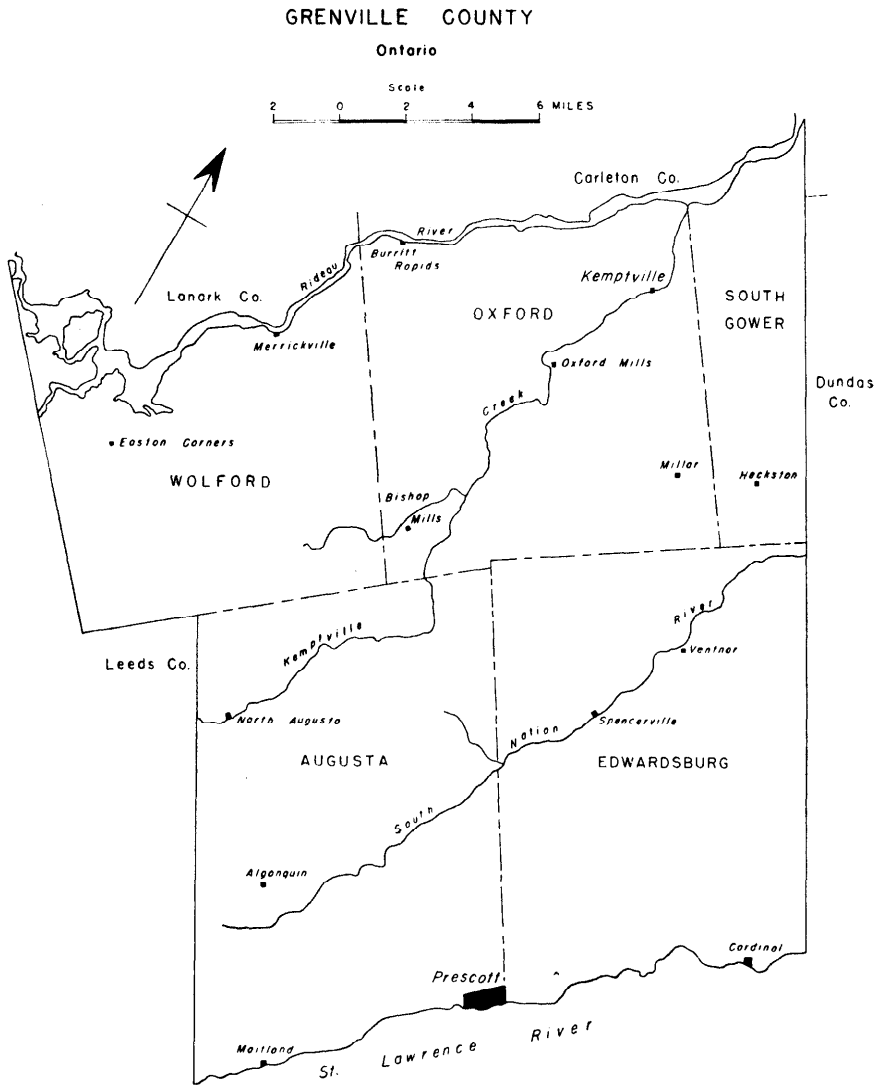 GRENVILLE COUNTY
Ontario
Scale
2 0 2 4 6 MILES
Carleton Co.
River
Burritt
Rapids
Rideau
Lanark Co.
Kemptville
SOUTH
GOWER
OXFORD
Merrickville
Oxford Mills
Dundas
Co.
Creek
Easton Corners
WOLFORD
Millar
Heckston
Bishop
Mills
River
Kemptville
Ventnor
Leeds Co.
North Augusta
Spencerville
Nation
AUGUSTA
EDWARDSBURG
South
Algonquin
Cardinal
Prescott
Maitland
St. Lawrence River